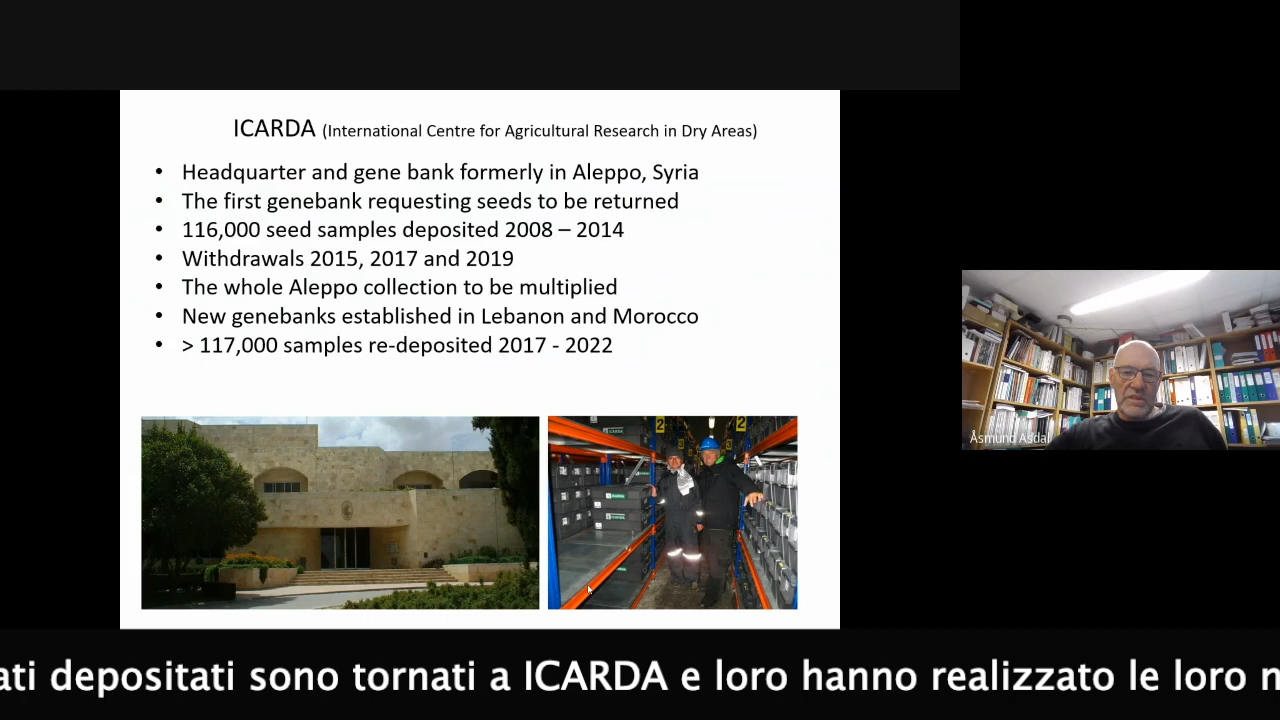 ICARDA (International Centre for Agricultural Research in Dry Areas)
• Headquarter and gene bank formerly in Aleppo, Syria
• The first genebank requesting seeds to be returned
• 116,000 seed samples deposited 2008 – 2014
• Withdrawals 2015, 2017 and 2019
• The whole Aleppo collection to be multiplied
• New genebanks established in Lebanon and Morocco
• > 117,000 samples re-deposited 2017 - 2022
2
2
Åsmund Asdal
ati depositati sono tornati a ICARDA e loro hanno realizzato le loro n